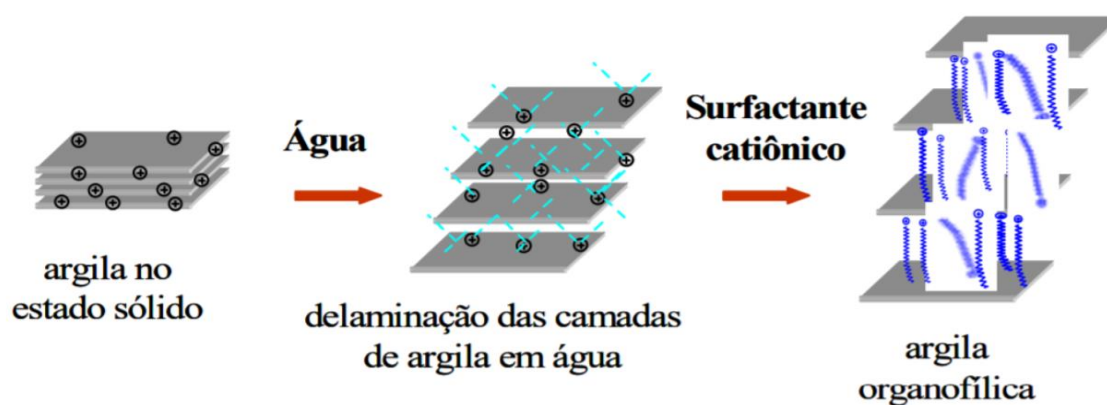 argila no
estado sólido
Água
delaminação das camadas
de argila em água
Surfactante
catiônico
argila
organofílica